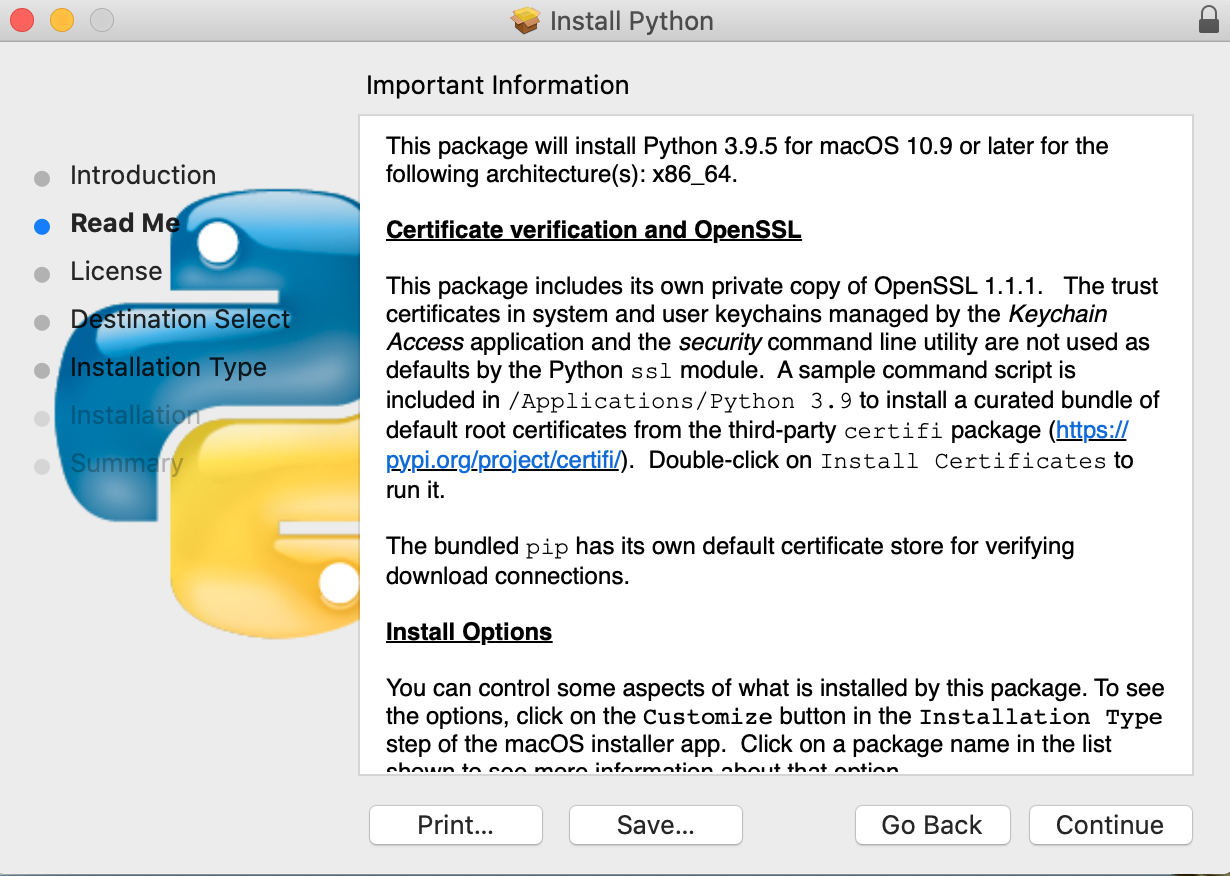 Install Python
Important Information
Introduction
Read Me
License
Destination Select
Installation Type
Installation
Summary
This package will install Python 3.9.5 for macOS 10.9 or later for the
following architecture(s): x86_64.
Certificate verification and OpenSSL
This package includes its own private copy of OpenSSL 1.1.1.   The trust
certificates in system and user keychains managed by the Keychain
Access application and the security command line utility are not used as
defaults by the Python ssl module.  A sample command script is
included in /Applications/Python 3.9 to install a curated bundle of
default root certificates from the third-party certifi package (https://
pypi.org/project/certifi/).  Double-click on Install Certificates to
run it.
The bundled pip has its own default certificate store for verifying
download connections.
Install Options
You can control some aspects of what is installed by this package. To see
the options, click on the Customize button in the Installation Type
step of the macOS installer app.  Click on a package name in the list
shown to see more information about that option.
Print...
Save...
Go Back
Continue